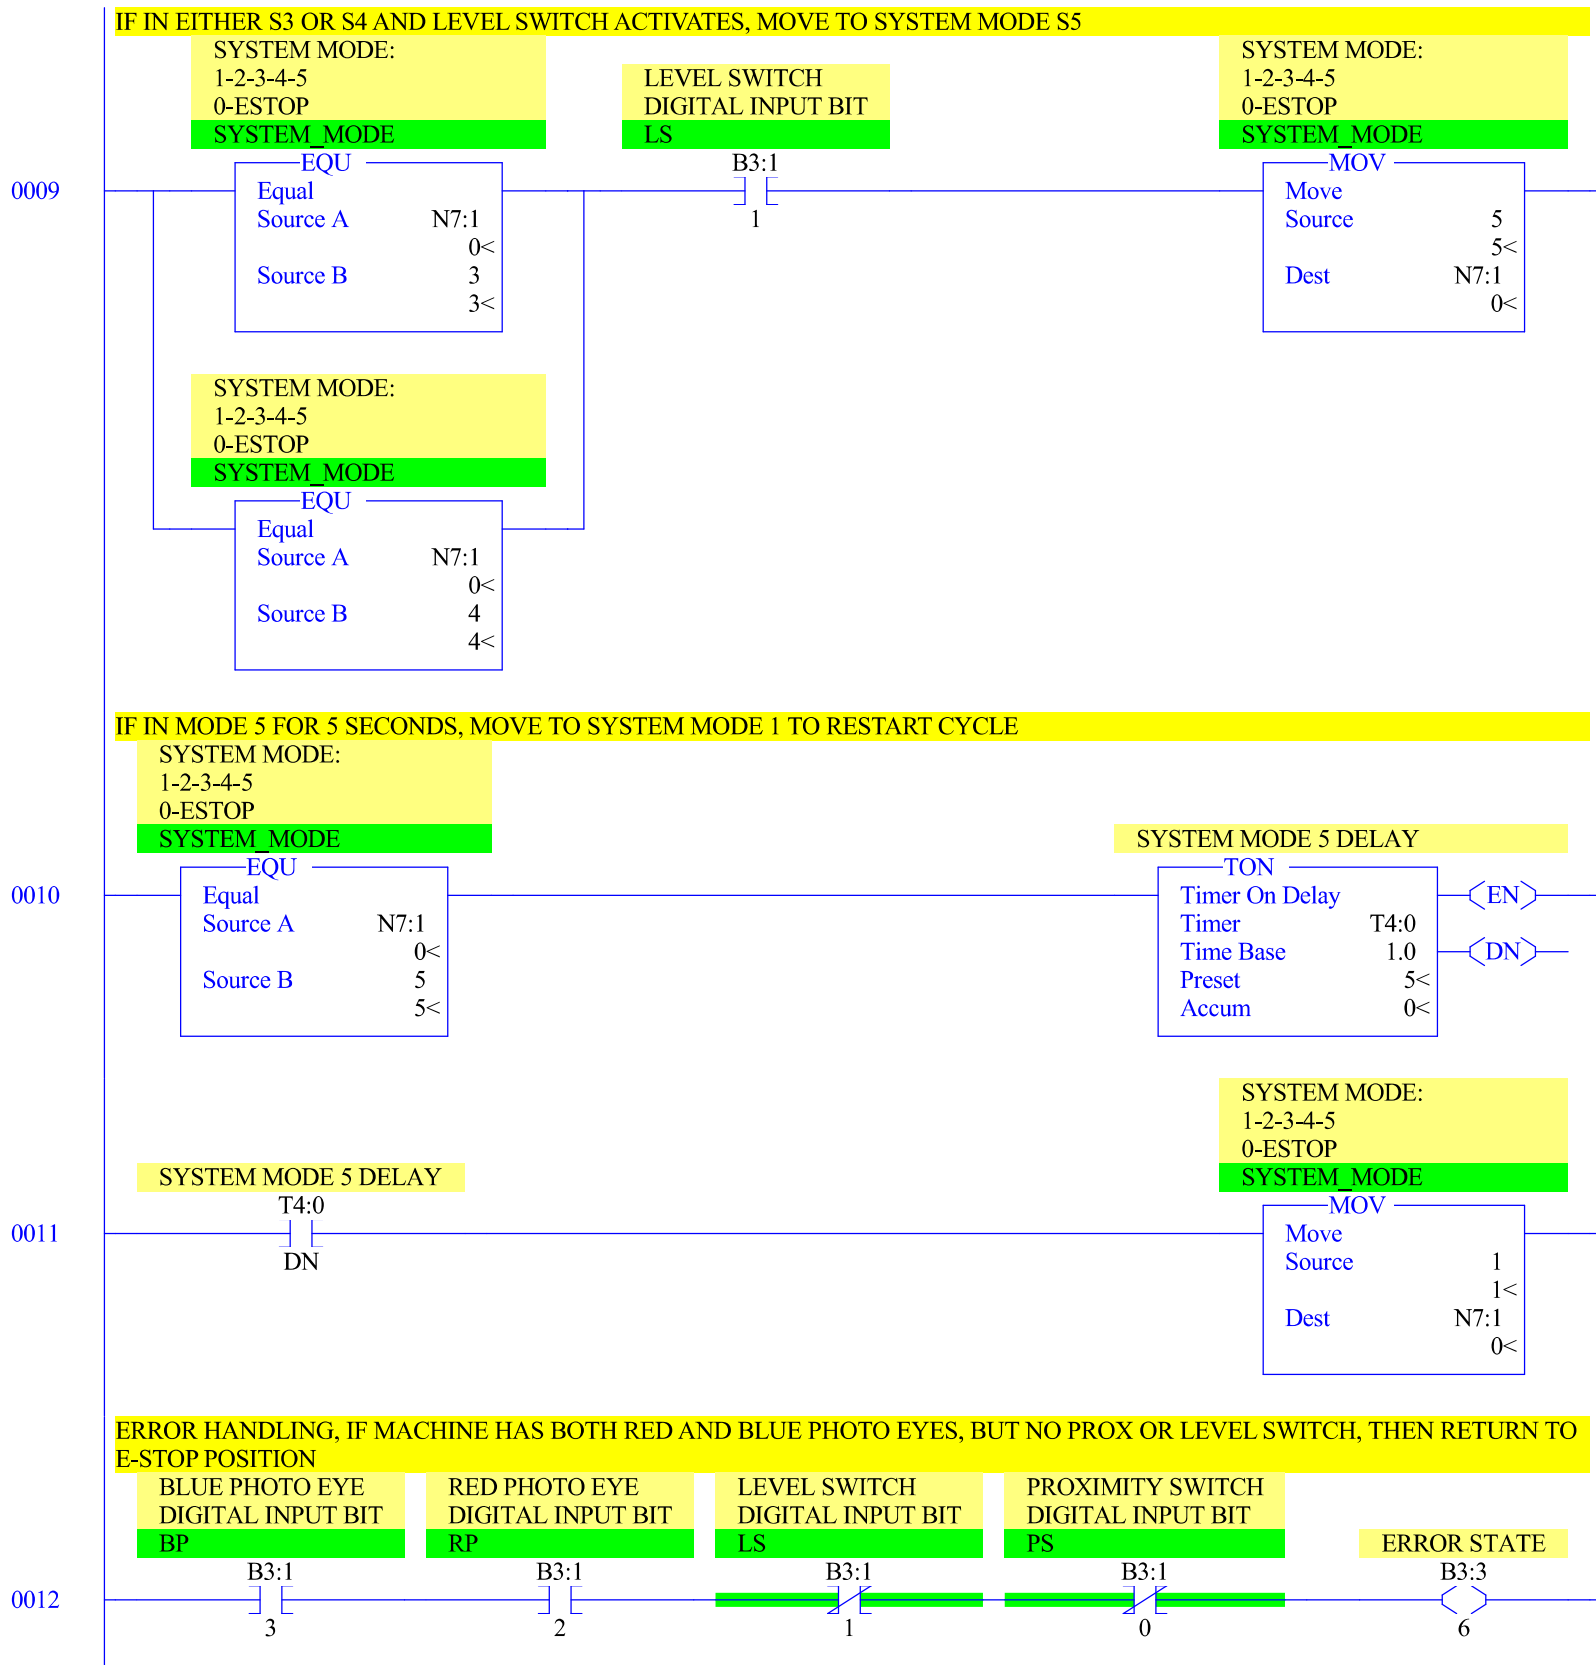 IF IN EITHER S3 OR S4 AND LEVEL SWITCH ACTIVATES, MOVE TO SYSTEM MODE S5
SYSTEM MODE:
1-2-3-4-5
0-ESTOP
SYSTEM_MODE
LEVEL SWITCH
DIGITAL INPUT BIT
LS
SYSTEM MODE:
1-2-3-4-5
0-ESTOP
SYSTEM_MODE
0009
EQU
Equal
Source A N7:1
0<
Source B 3
3<
B3:1
1
MOV
Move
Source 5
5<
Dest N7:1
0<
SYSTEM MODE:
1-2-3-4-5
0-ESTOP
SYSTEM_MODE
EQU
Equal
Source A N7:1
0<
Source B 4
4<
IF IN MODE 5 FOR 5 SECONDS, MOVE TO SYSTEM MODE 1 TO RESTART CYCLE
SYSTEM MODE:
1-2-3-4-5
0-ESTOP
SYSTEM_MODE
0010
EQU
Equal
Source A N7:1
0<
Source B 5
5<
SYSTEM MODE 5 DELAY
TON
Timer On Delay
Timer T4:0
Time Base 1.0
Preset 5<
Accum 0<
EN
DN
SYSTEM MODE 5 DELAY
0011
T4:0
DN
SYSTEM MODE:
1-2-3-4-5
0-ESTOP
SYSTEM_MODE
MOV
Move
Source 1
1<
Dest N7:1
0<
ERROR HANDLING, IF MACHINE HAS BOTH RED AND BLUE PHOTO EYES, BUT NO PROX OR LEVEL SWITCH, THEN RETURN TO
E-STOP POSITION
BLUE PHOTO EYE
DIGITAL INPUT BIT
BP
RED PHOTO EYE
DIGITAL INPUT BIT
RP
LEVEL SWITCH
DIGITAL INPUT BIT
LS
PROXIMITY SWITCH
DIGITAL INPUT BIT
PS
ERROR STATE
0012
B3:1
3
B3:1
2
B3:1
1
B3:1
0
B3:3
6